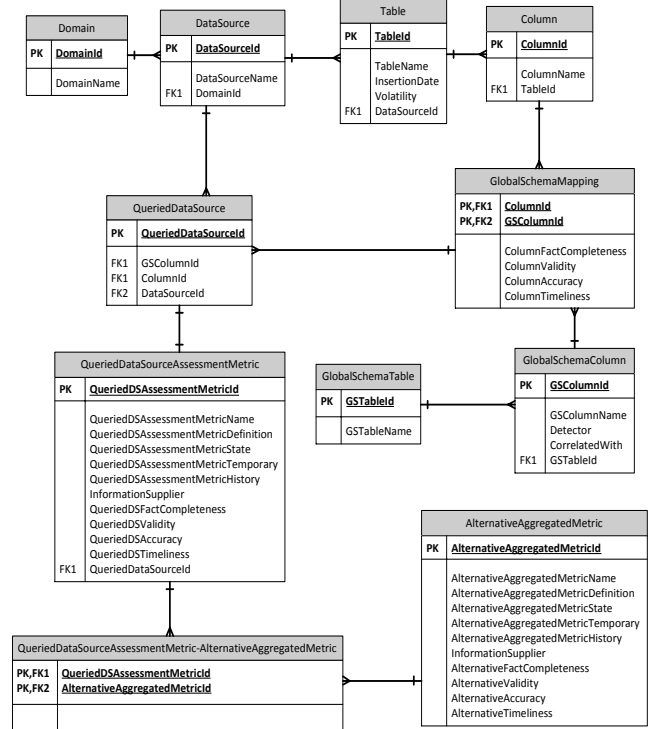 Domain
PK DomainId
DomainName
DataSource
PK DataSourceId
DataSourceName
FK1 DomainId
Table
PK TableId
TableName
InsertionDate
Volatility
FK1 DataSourceId
Column
PK ColumnId
ColumnName
FK1 TableId
QueriedDataSource
PK QueriedDataSourceId
FK1 GSColumnId
FK1 ColumnId
FK2 DataSourceId
GlobalSchemaMapping
PK,FK1 ColumnId
PK,FK2 GSColumnId
ColumnFactCompleteness
ColumnValidity
ColumnAccuracy
ColumnTimeliness
QueriedDataSourceAssessmentMetric
PK QueriedDSAssessmentMetricId
QueriedDSAssessmentMetricName
QueriedDSAssessmentMetricDefinition
QueriedDSAssessmentMetricState
QueriedDSAssessmentMetricTemporary
QueriedDSAssessmentMetricHistory
InformationSupplier
QueriedDSFactCompleteness
QueriedDSValidity
QueriedDSAccuracy
QueriedDSTimeliness
FK1 QueriedDataSourceId
GlobalSchemaTable
PK GSTableId
GSTableName
GlobalSchemaColumn
PK GSColumnId
GSColumnName
Detector
CorrelatedWith
FK1 GSTableId
AlternativeAggregatedMetric
PK AlternativeAggregatedMetricId
AlternativeAggregatedMetricName
AlternativeAggregatedMetricDefinition
AlternativeAggregatedMetricState
AlternativeAggregatedMetricTemporary
AlternativeAggregatedMetricHistory
InformationSupplier
AlternativeFactCompleteness
AlternativeValidity
AlternativeAccuracy
AlternativeTimeliness
QueriedDataSourceAssessmentMetric-AlternativeAggregatedMetric
PK,FK1 QueriedDSAssessmentMetricId
PK,FK2 AlternativeAggregatedMetricId